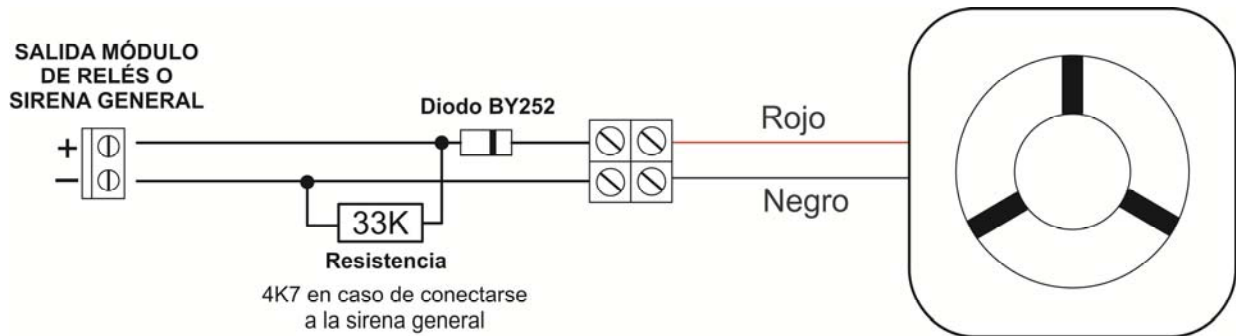 SALIDA MÓDULO
DE RELÉS O
SIRENA GENERAL
+
−
Diodo BY252
Rojo
Negro
33K
Resistencia
4K7 en caso de conectarse
a la sirena general